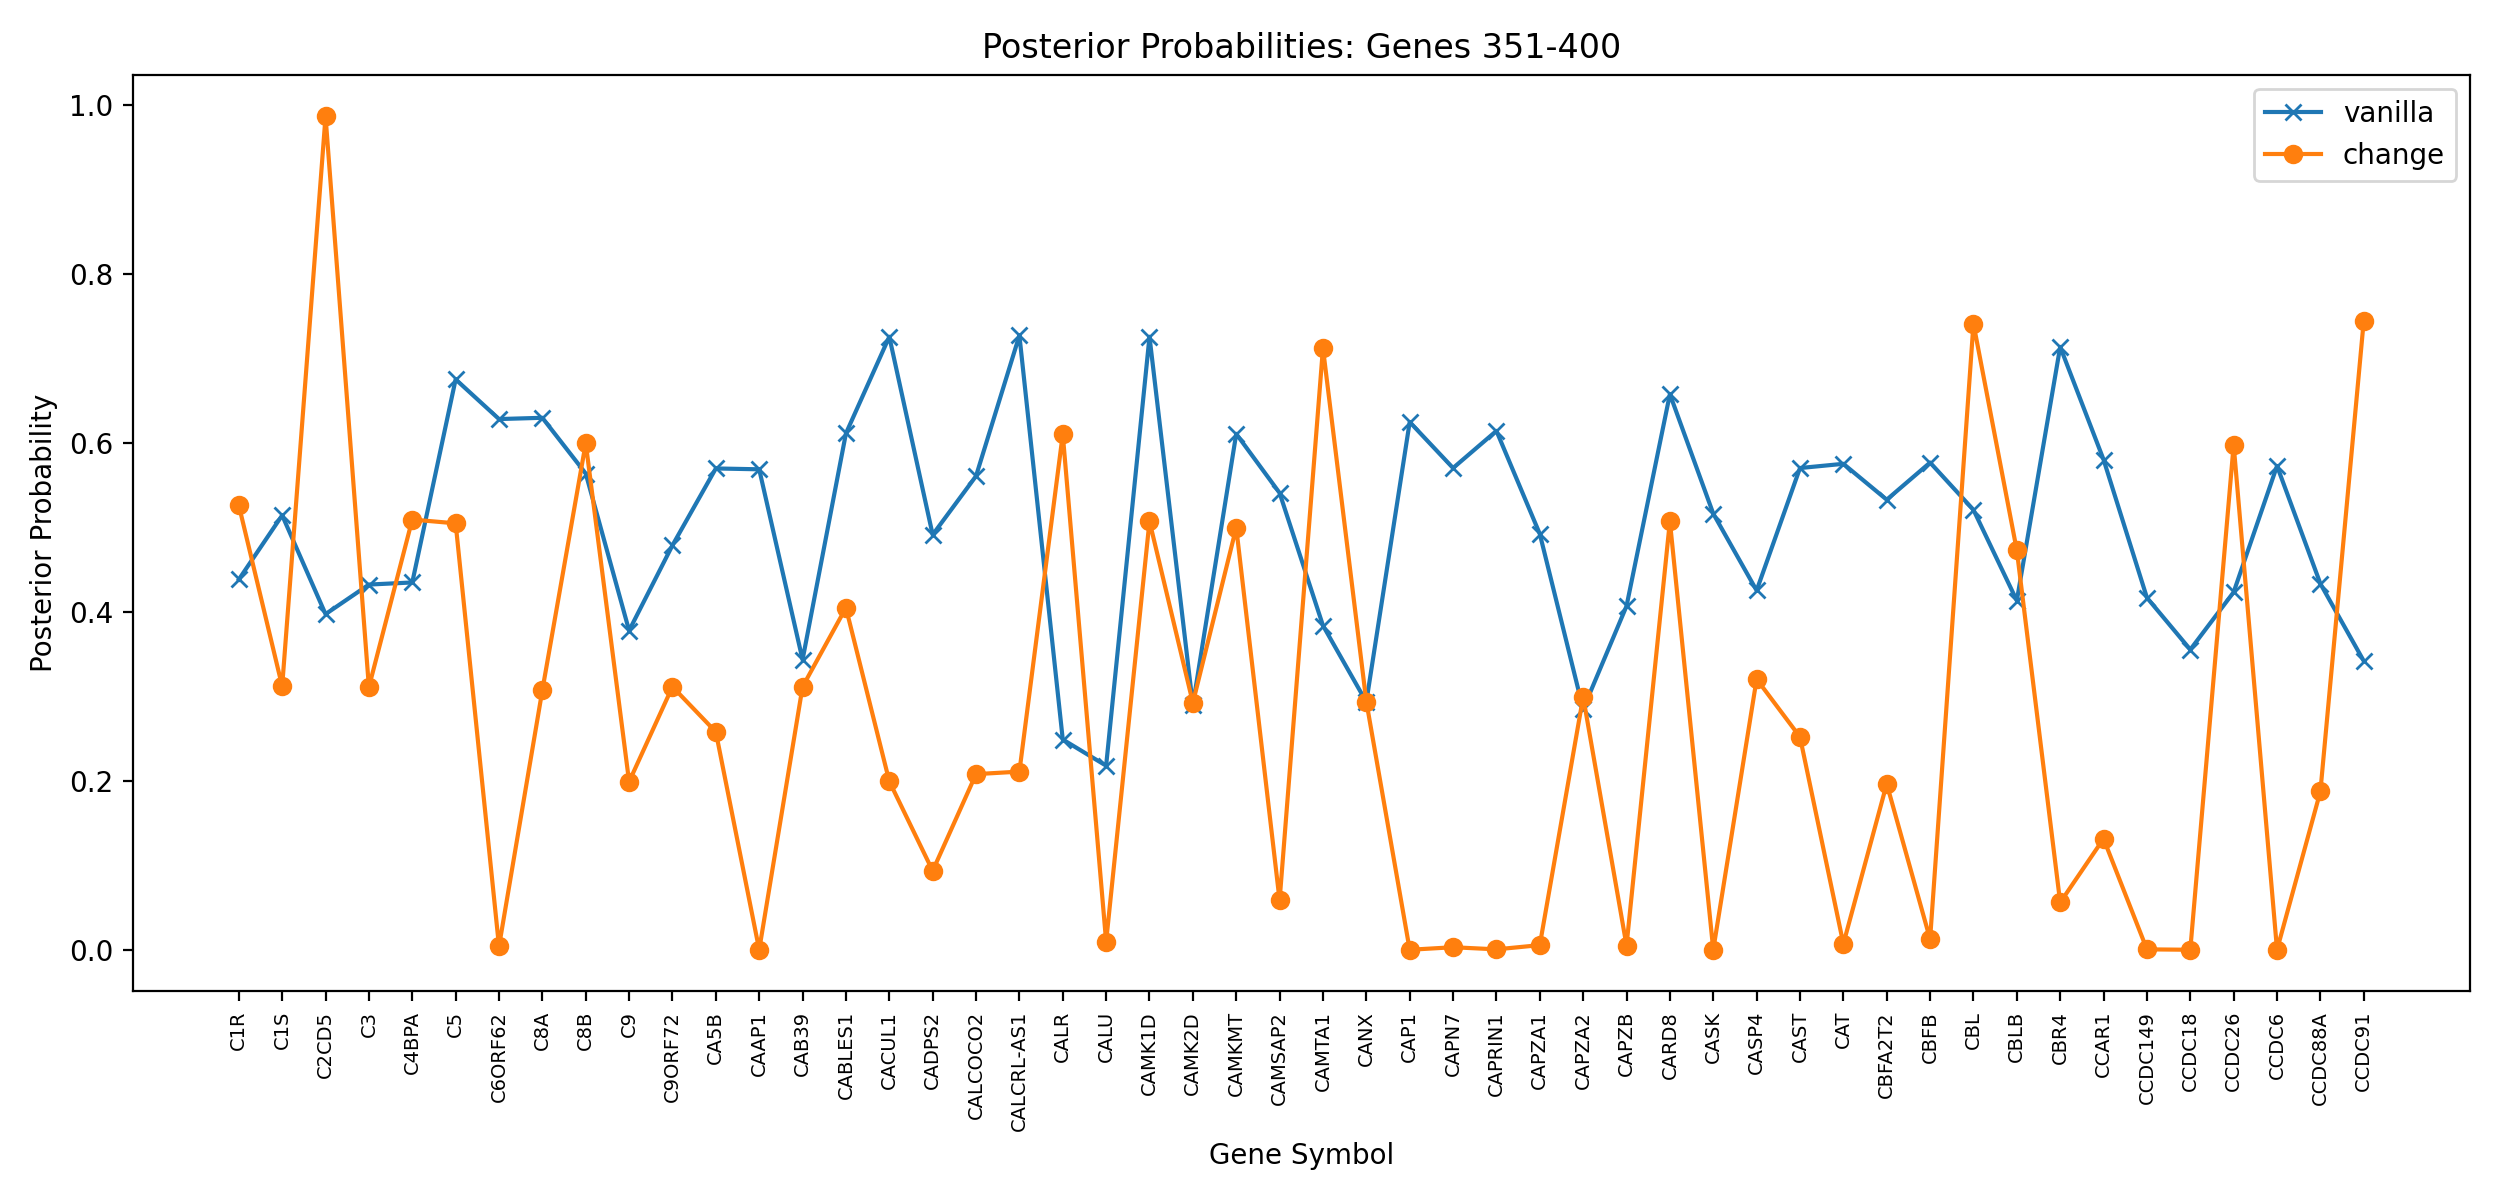 Posterior Probabilities: Genes 351-400
vanilla
change
Posterior Probability
1.0
0.8
0.6
0.4
0.2
0.0
C1R
C1S
C2CD5
C3
C4BPA
C5
C6ORF62
C8A
C8B
C9
C9ORF72
CA5B
CAAP1
CAB39
CABLES1
CACUL1
CADPS2
CALCOCO2
CALCRL-AS1
CALR
CALU
CAMK1D
CAMK2D
CAMKMT
CAMSAP2
CAMTA1
CANX
CAP1
CAPN7
CAPRIN1
CAPZA1
CAPZA2
CAPZB
CARD8
CASK
CASP4
CAST
CAT
CBFA2T2
CBFB
CBL
CBLB
CBR4
CCAR1
CCDC149
CCDC18
CCDC26
CCDC6
CCDC88A
CCDC91
Gene Symbol